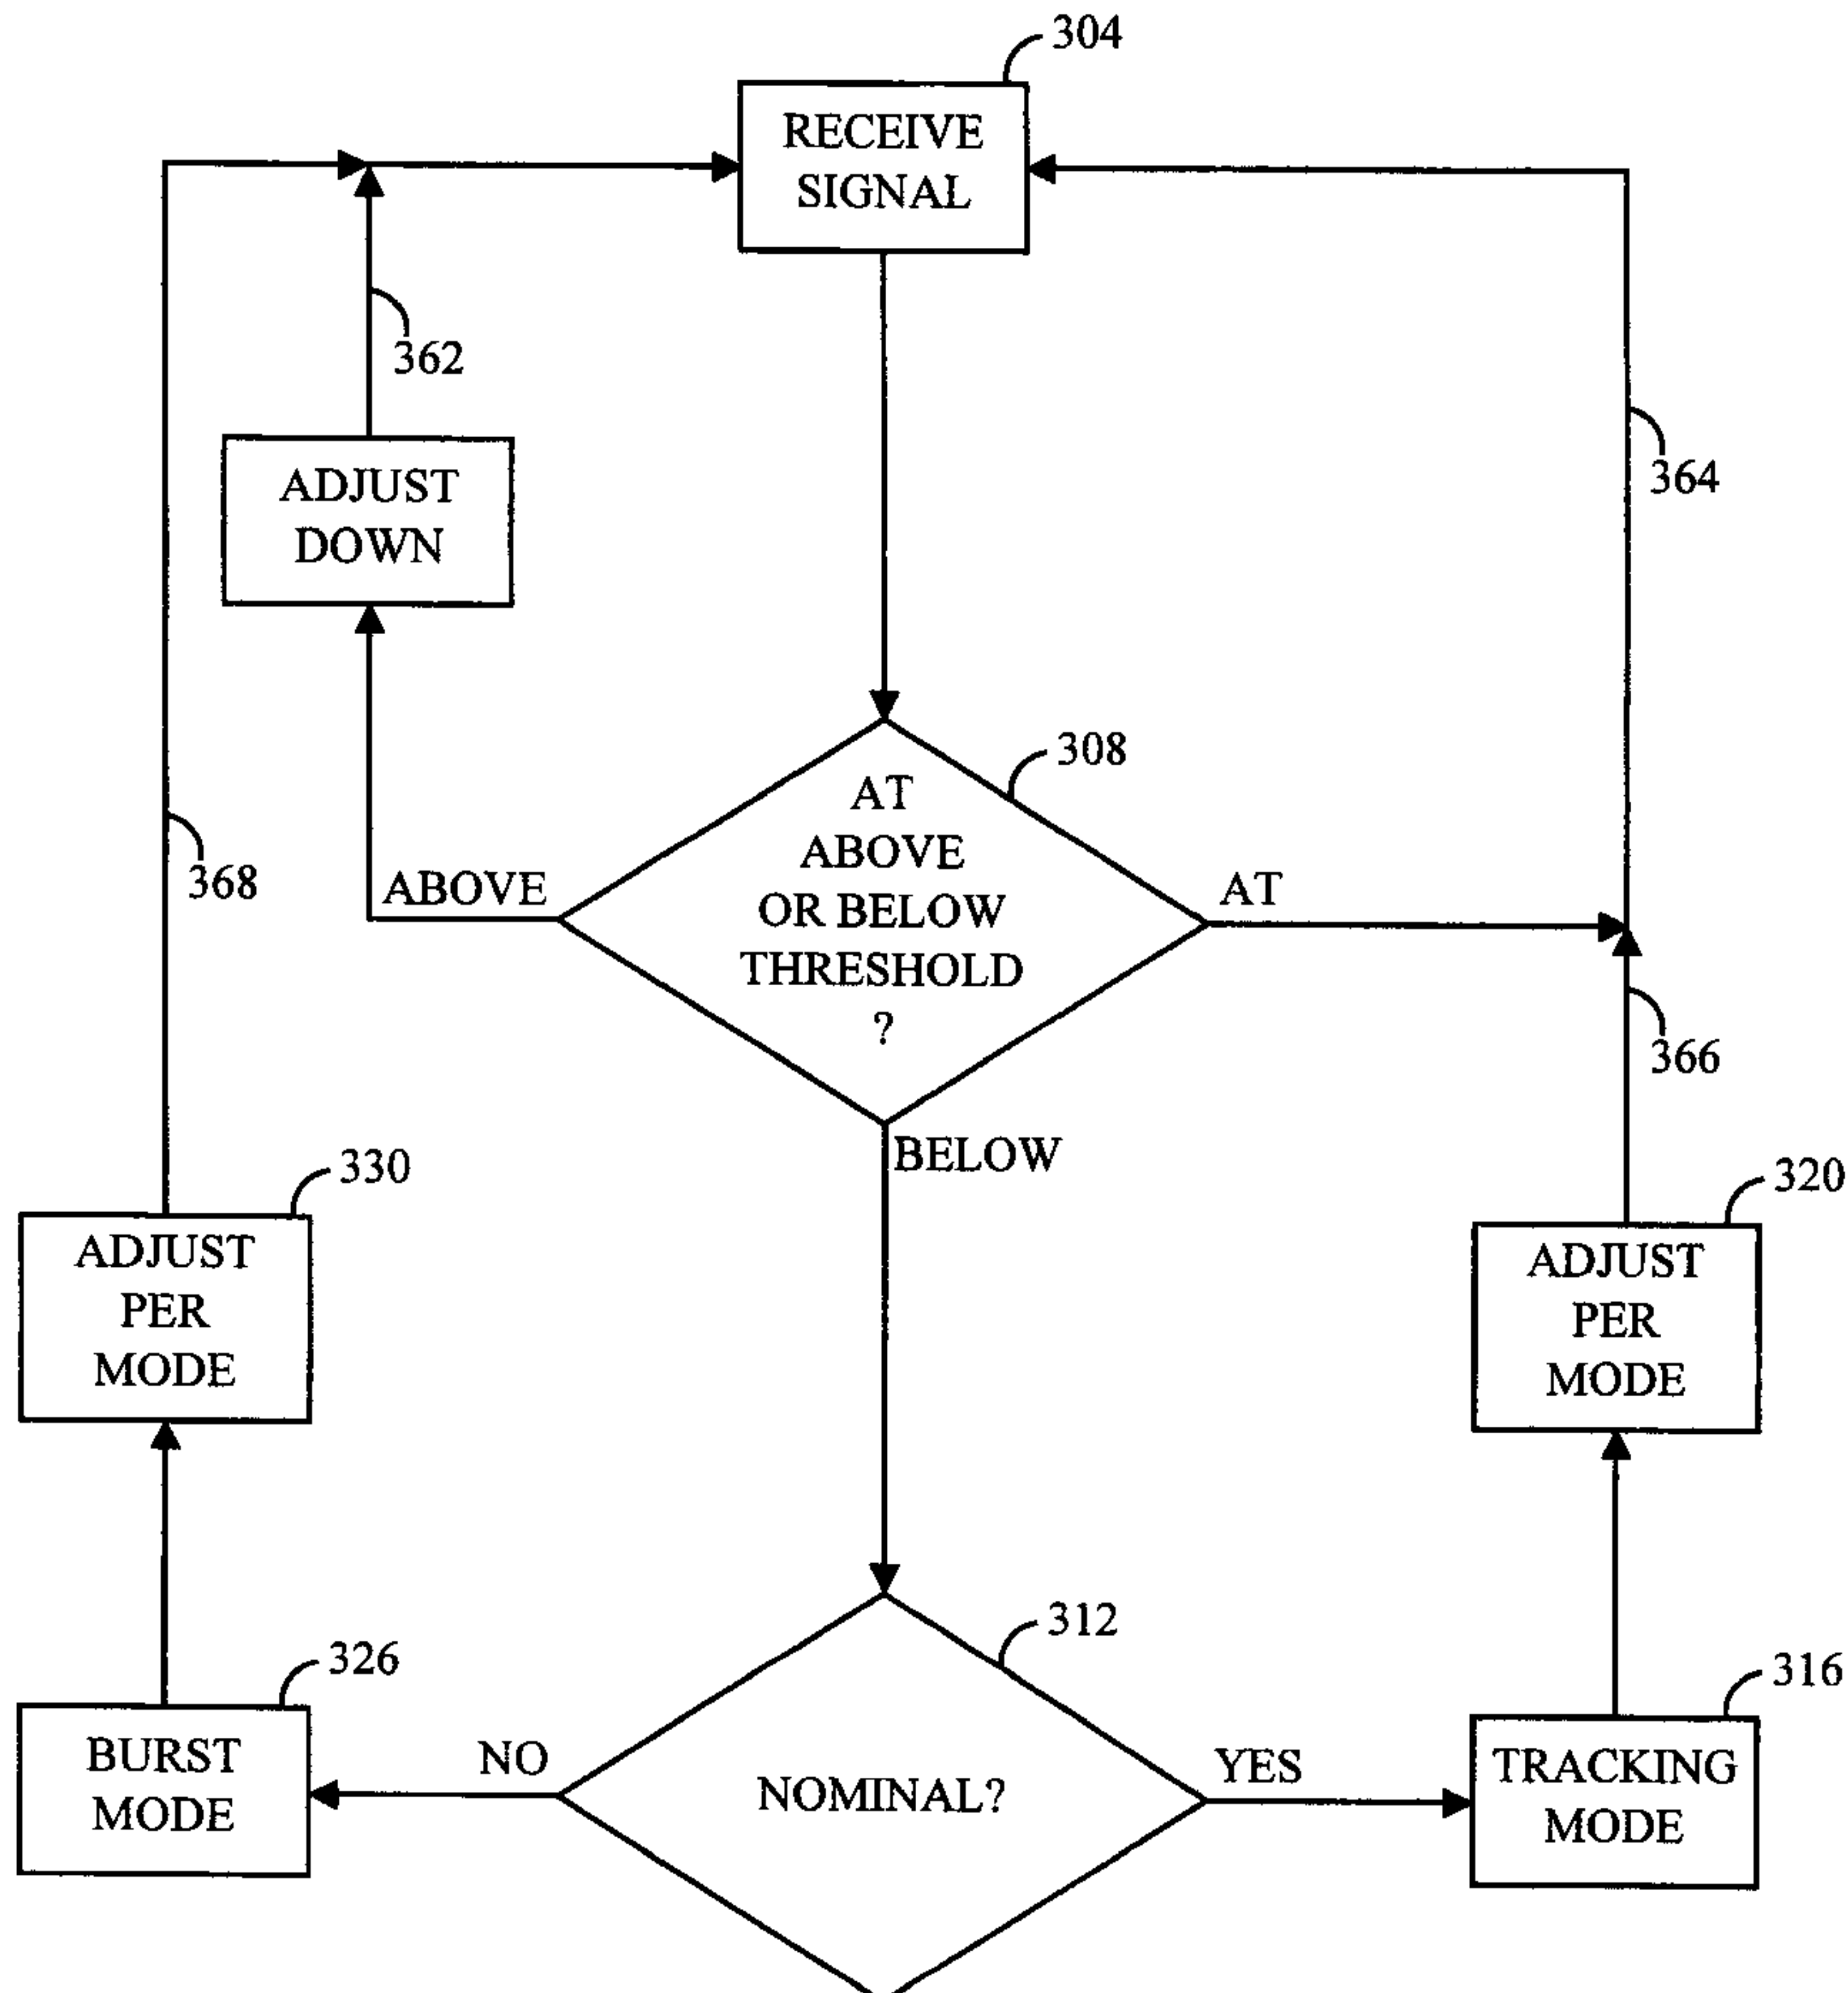 304
RECEIVE
SIGNAL
362
364
ADJUST
DOWN
308
AT
ABOVE
OR BELOW
THRESHOLD
?
ABOVE
AT
368
366
BELOW
330
320
ADJUST
PER
MODE
ADJUST
PER
MODE
312
326
316
BURST
MODE
NO
NOMINAL?
YES
TRACKING
MODE